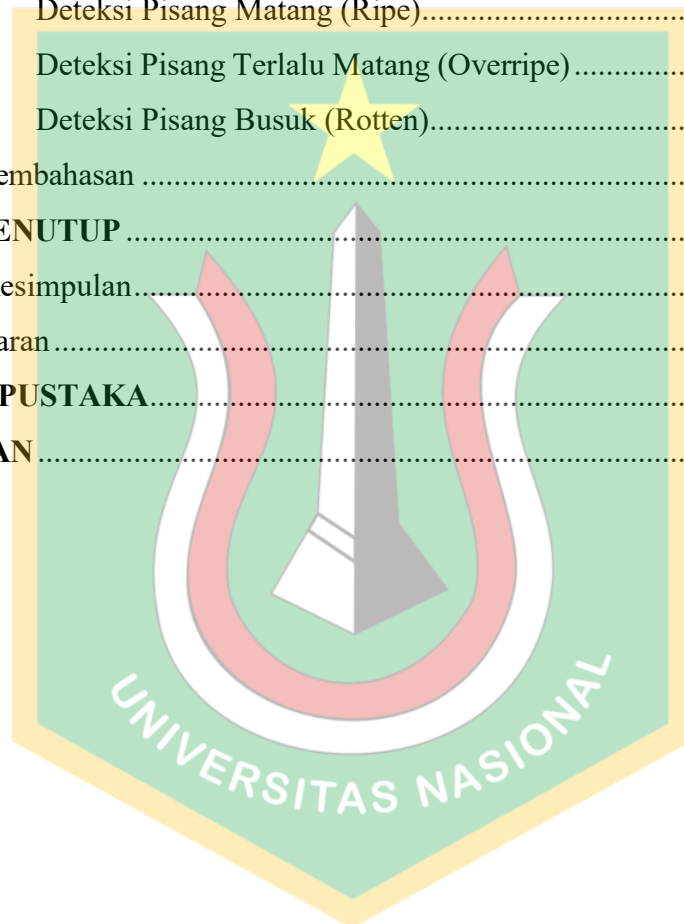 Deteksi Pisang Matang (Ripe)................................
Deteksi Pisang Terlalu Matang (Overripe)..............
Deteksi Pisang Busuk (Rotten)...............................
embahasan ....................................................................
ENUTUP ......................................................................
esimpulan.....................................................................
aran ..............................................................................
PUSTAKA...................................................................
AN.................................................................................
UNIVERSITAS NASIONAL